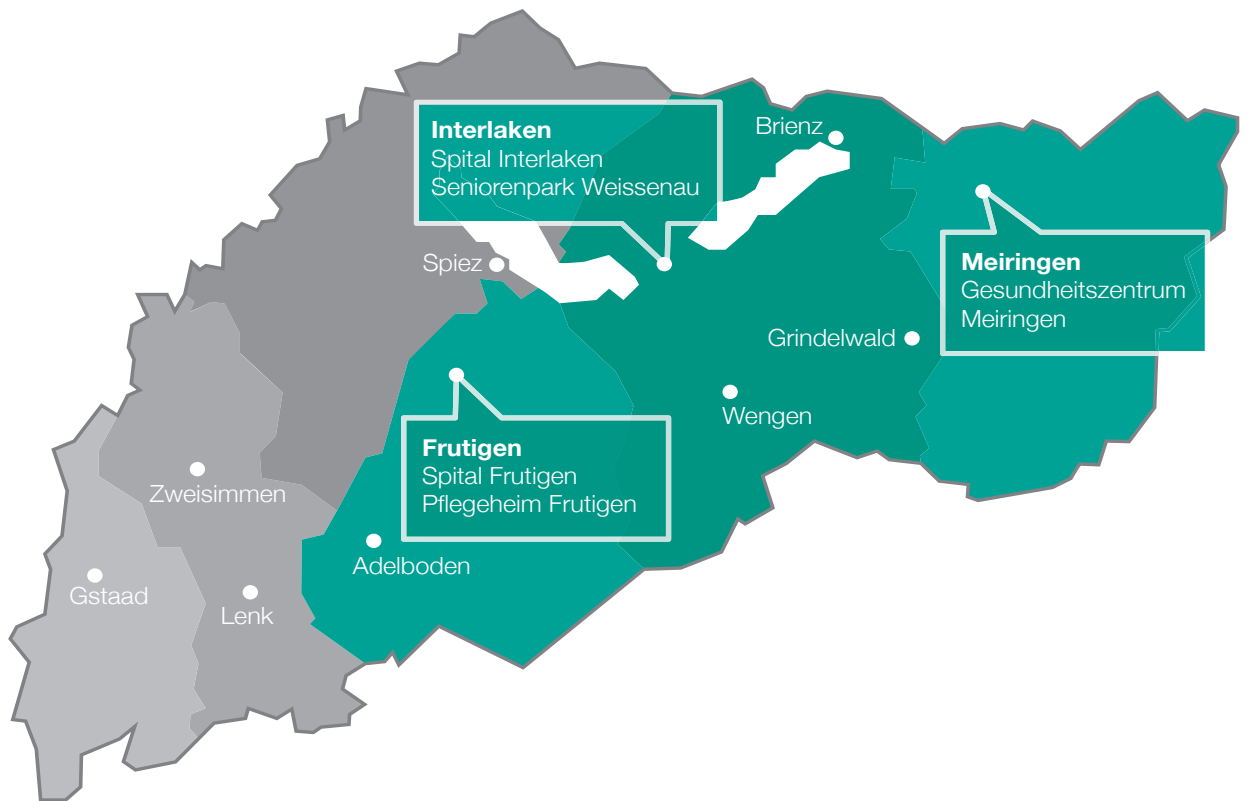 Interlaken
Spital Interlaken
Seniorenpark Weissenau
Brienz
Spiez
Meiringen
Gesundheitszentrum
Meiringen
Grindelwald
Wengen
Frutigen
Spital Frutigen
Pflegeheim Frutigen
Zweisimmen
Adelboden
Gstaad
Lenk